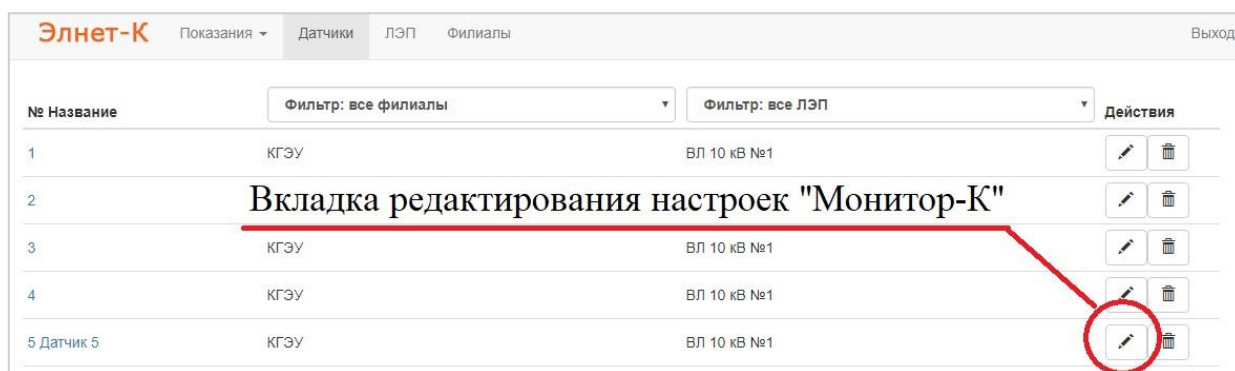 Элнет-К Показания Датчики ЛЭП Филиалы Выход
№ Название Фильтр: все филиалы Фильтр: все ЛЭП Действия
1 КГЭУ ВЛ 10 кВ №1
2 Вкладка редактирования настроек "Монитор-К"
3 КГЭУ ВЛ 10 кВ №1
4 КГЭУ ВЛ 10 кВ №1
5 Датчик 5 КГЭУ ВЛ 10 кВ №1